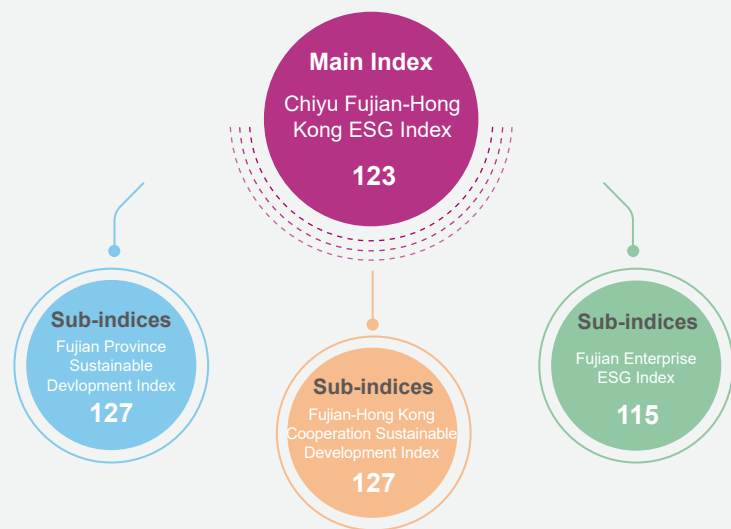 Main Index
Chiyu Fujian-Hong
Kong ESG Index
123
Sub-indices
Fujian Province
Sustainable
Devlopment Index
127
Sub-indices
Fujian-Hong Kong
Cooperation Sustainable
Development Index
127
Sub-indices
Fujian Enterprise
ESG Index
115